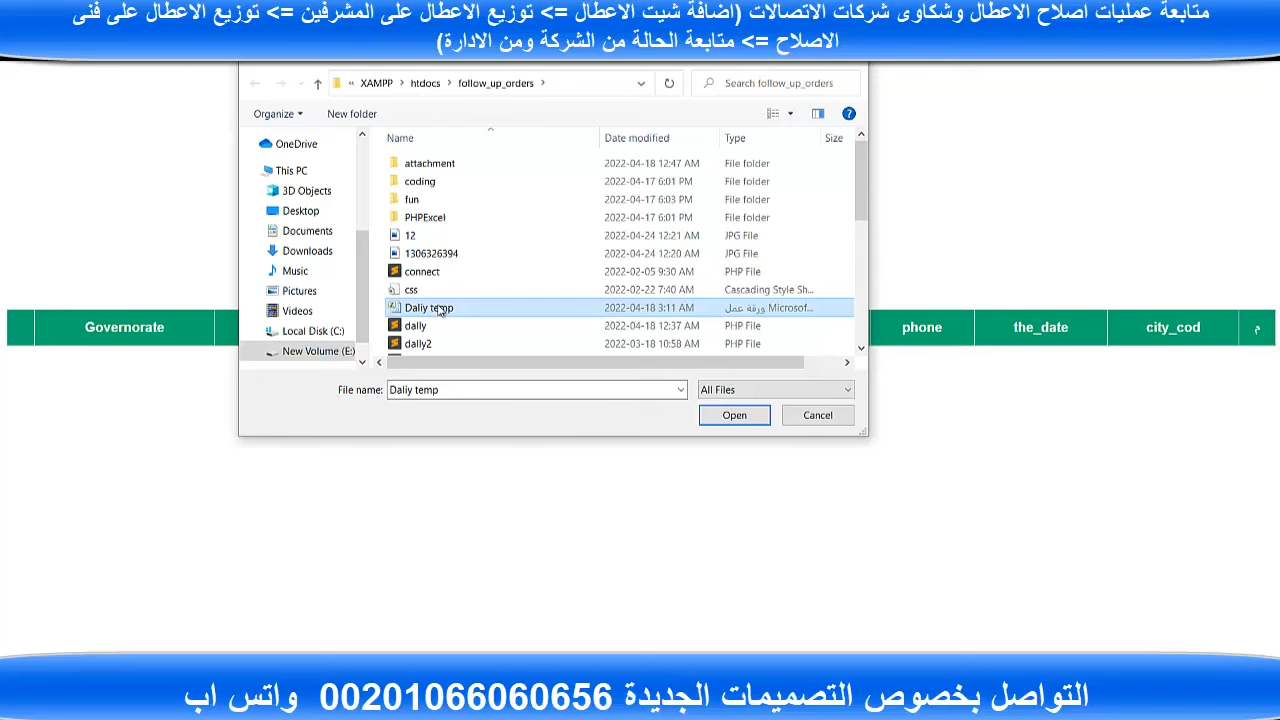 متابعة عمليات اصلاح الاعطال وشكاوى شركات الاتصالات (اضافة شيت الاعطال => توزيع الاعطال على المشرفين => توزيع الاعطال على فنى
الاصلاح => متابعة الحالة من الشركة ومن الادارة)
« XAMPP > htdocs > follow_up_orders >
Search follow_up_orders
Organize
New folder
Name Date modified Type Size
OneDrive
This PC
3D Objects
Desktop
Documents
Downloads
Music
Pictures
Videos
Local Disk (C:)
New Volume (E:)
attachment 2022-04-18 12:47 AM File folder
coding 2022-04-17 6:01 PM File folder
fun 2022-04-17 6:03 PM File folder
PHPExcel 2022-04-17 6:01 PM File folder
12 2022-04-24 12:21 AM JPG File
1306326394 2022-04-24 12:20 AM JPG File
connect 2022-02-05 9:30 AM PHP File
css 2022-02-22 7:40 AM Cascading Style Sh...
Daliy temp 2022-04-18 3:11 AM ورقة عمل Microsof...
dally 2022-04-18 12:37 AM PHP File
dally2 2022-03-18 10:58 AM PHP File
Governorate
phone
the_date
city_cod
م
File name: Daliy temp
All Files
Open
Cancel
التواصل بخصوص التصميمات الجديدة 00201066060656 واتس اب